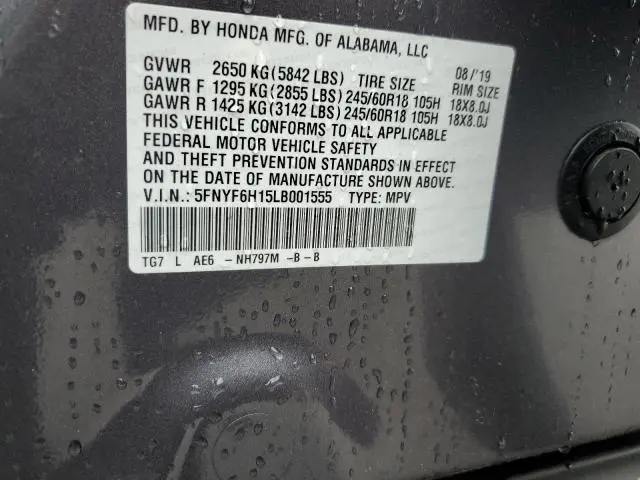 MFD. BY HONDA MFG. OF ALABAMA, LLC
08/'19
GVWR 2650 KG(5842 LBS) TIRE SIZE RIM SIZE
GAWR F 1295 KG(2855 LBS)245/60R18 105H 18X8.0J
GAWR R 1425 KG(3142 LBS)245/60R18 105H 18X8.0J
THIS VEHICLE CONFORMS TO ALL APPLICABLE
FEDERAL MOTOR VEHICLE SAFETY
AND THEFT PREVENTION STANDARDS IN EFFECT
ON THE DATE OF MANUFACTURE SHOWN ABOVE.
V.I.N.: 5FNYF6H15LB001555 TYPE: MPV
TG7 L AE6 -NH797M -B-B